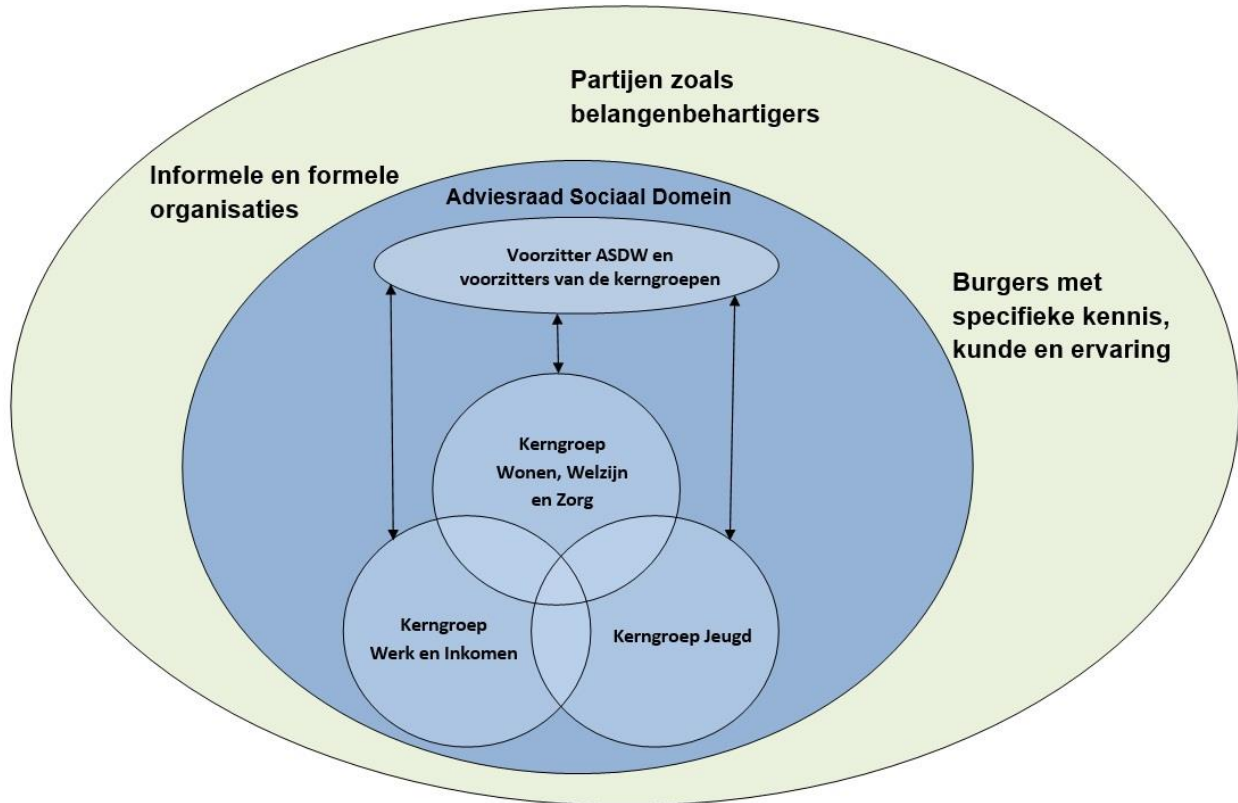 Partijen zoals
belangenbehartigers
Informele en formele
organisaties
Adviesraad Sociaal Domein
Voorzitter ASDW en
voorzitters van de kerngroepen
Burgers met
specifieke kennis,
kunde en ervaring
Kerngroep
Wonen, Welzijn
en Zorg
Kerngroep
Werk en Inkomen
Kerngroep Jeugd